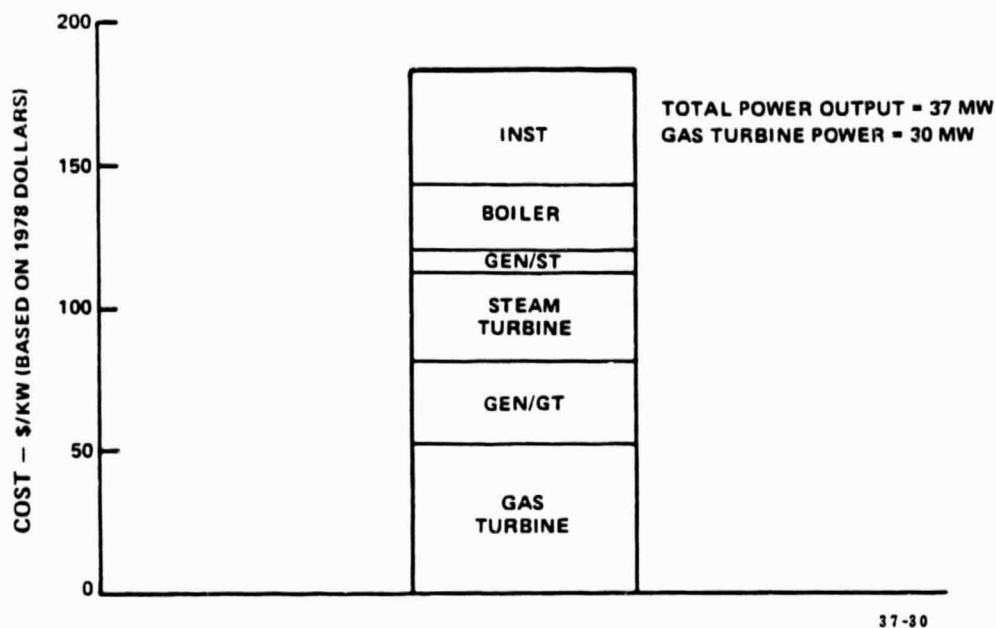 200
150
100
50
0
COST – $/KW (BASED ON 1978 DOLLARS)
INST
BOILER
GEN/ST
STEAM
TURBINE
GEN/GT
GAS
TURBINE
TOTAL POWER OUTPUT = 37 MW
GAS TURBINE POWER = 30 MW
37-30